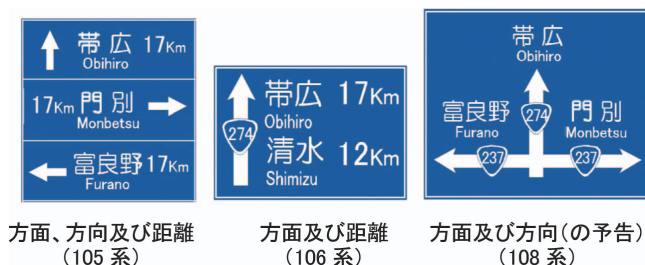 帯広 17Km
Obihiro
17Km 門別
Monbetsu
富良野 17Km
Furano
帯広 17Km
Obihiro
274
清水 12Km
Shimizu
帯広
Obihiro
富良野 274 門別
Furano Monbetsu
237 237
方面、方向及び距離
(105 系)
方面及び距離
(106 系)
方面及び方向(の予告)
(108 系)